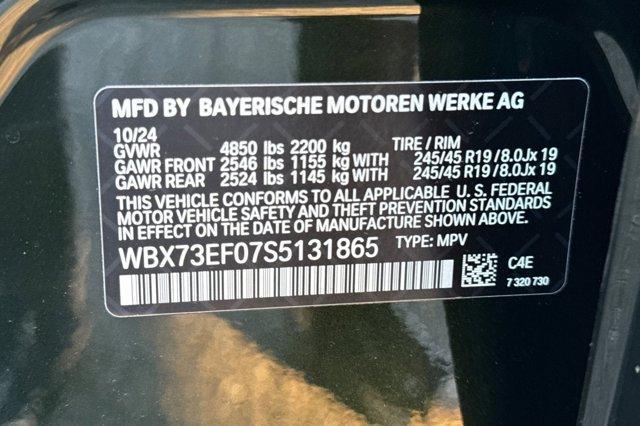 MFD BY BAYERISCHE MOTOREN WERKE AG
10/24
GVWR 4850 lbs 2200 kg TIRE / RIM
GAWR FRONT 2546 lbs 1155 kg WITH 245/45 R19 / 8.0Jx 19
GAWR REAR 2524 lbs 1145 kg WITH 245/45 R19 / 8.0Jx 19
THIS VEHICLE CONFORMS TO ALL APPLICABLE U. S. FEDERAL
MOTOR VEHICLE SAFETY AND THEFT PREVENTION STANDARDS
IN EFFECT ON THE DATE OF MANUFACTURE SHOWN ABOVE.
WBX73EF07S5131865 TYPE: MPV
C4E
7 320 730